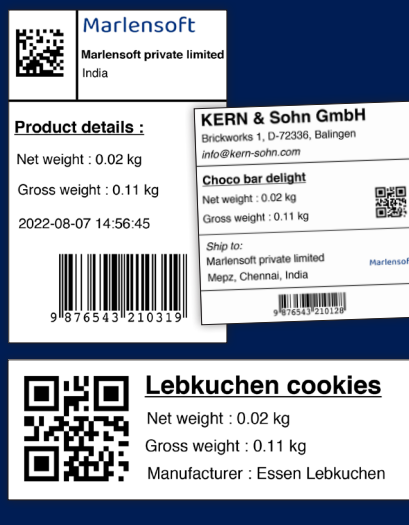 Marlensoft
Marlensoft private limited
India
Product details :
Net weight : 0.02 kg
Gross weight : 0.11 kg
2022-08-07 14:56:45
9 876543 210319
KERN & Sohn GmbH
Brickworks 1, D-72336, Balingen
info@kern-sohn.com
Choco bar delight
Net weight : 0.02 kg
Gross weight : 0.11 kg
Ship to:
Marlensoft private limited
Mepz, Chennai, India
Marlensof
9 876543 210128
Lebkuchen cookies
Net weight : 0.02 kg
Gross weight : 0.11 kg
Manufacturer : Essen Lebkuchen